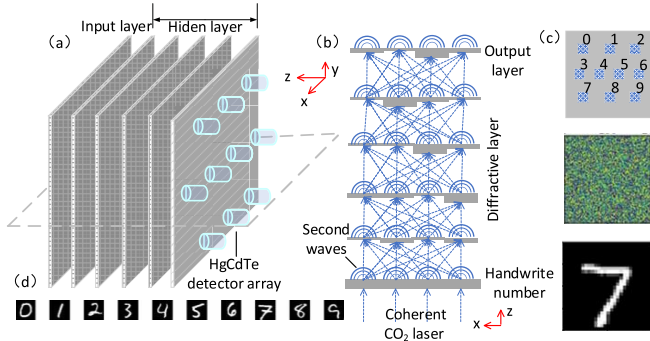 (a)
Input layer
Hiden layer
z
y
x
HgCdTe
detector array
(b)
Output
layer
Diffractive layer
Second
waves
Handwrite
number
Coherent
CO₂ laser
x
z
(c)
0 1 2
3 4 5 6
7 8 9
7
(d)
0 1 2 3 4 5 6 7 8 9